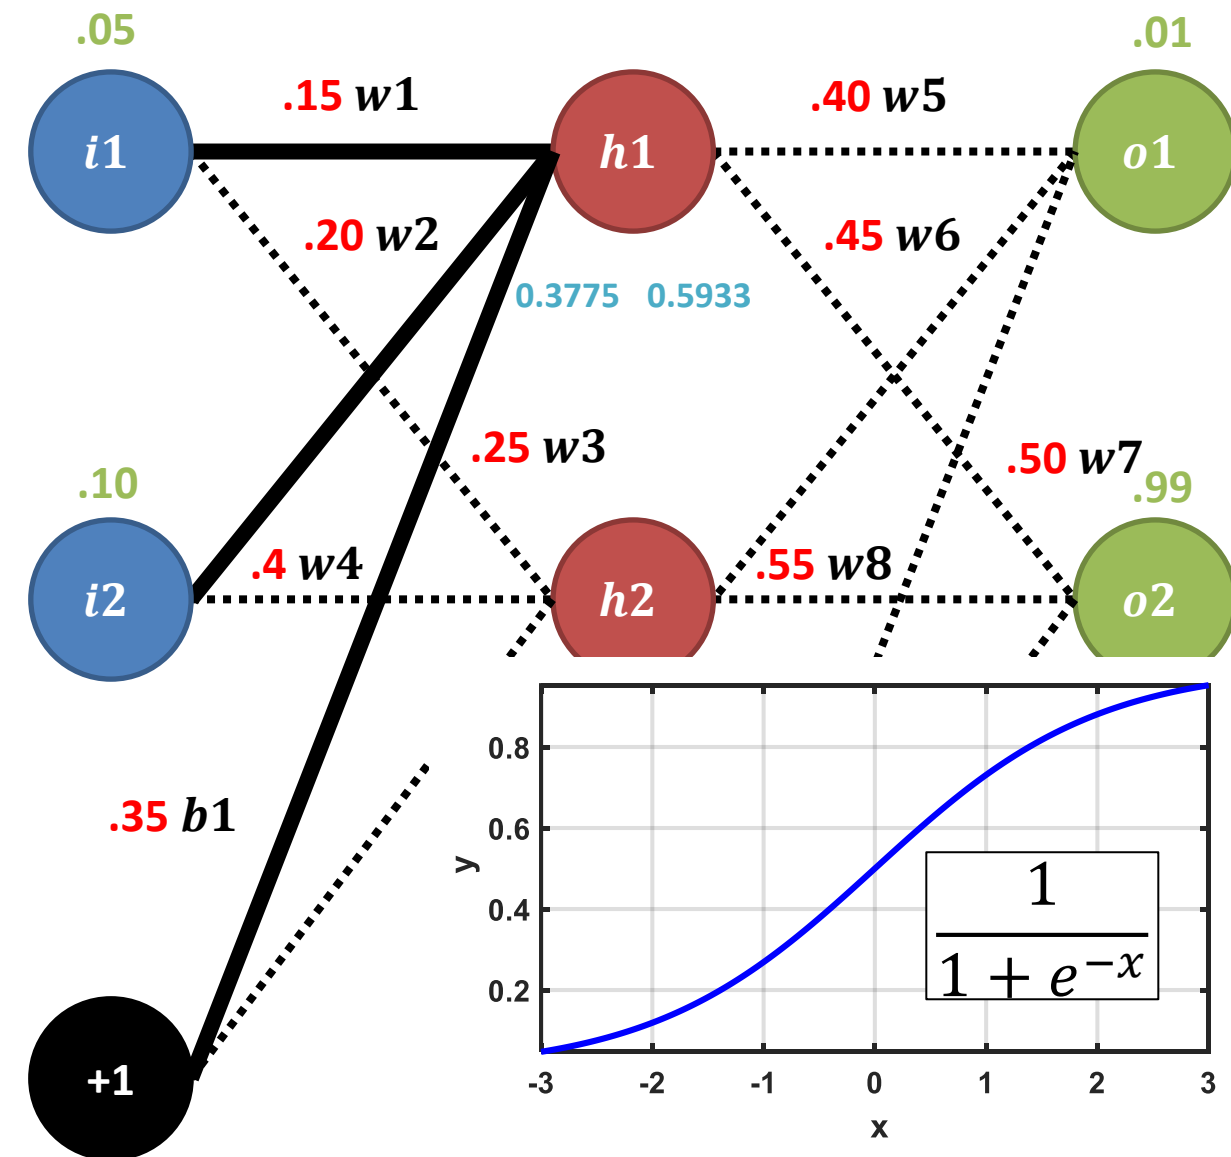 .05
.01
.15 w1
.40 w5
i1
h1
o1
.20 w2
.45 w6
0.3775 0.5933
.25 w3
.50 w7
.10
.99
.4 w4
.55 w8
i2
h2
o2
.35 b1
+1
0.8
0.6
0.4
0.2
y
1
1 + e^{-x}
-3 -2 -1 0 1 2 3
x